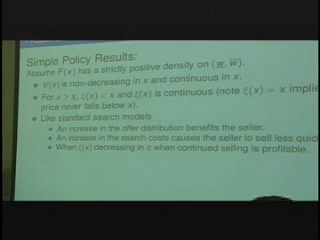 Simple Policy Results:
Assume F(x) has a strictly positive density on (w, w̅).
V(x) is non-decreasing in x and continuous in x.
For x > x, ξ(x) < x and ξ(x) is continuous (note ξ(x) = x implie
price never falls below x).
Like standard search models
An increase in the offer distribution benefits the seller.
An increase in the search costs causes the seller to sell less quick
When ξ(x) decreasing in c when continued selling is profitable.